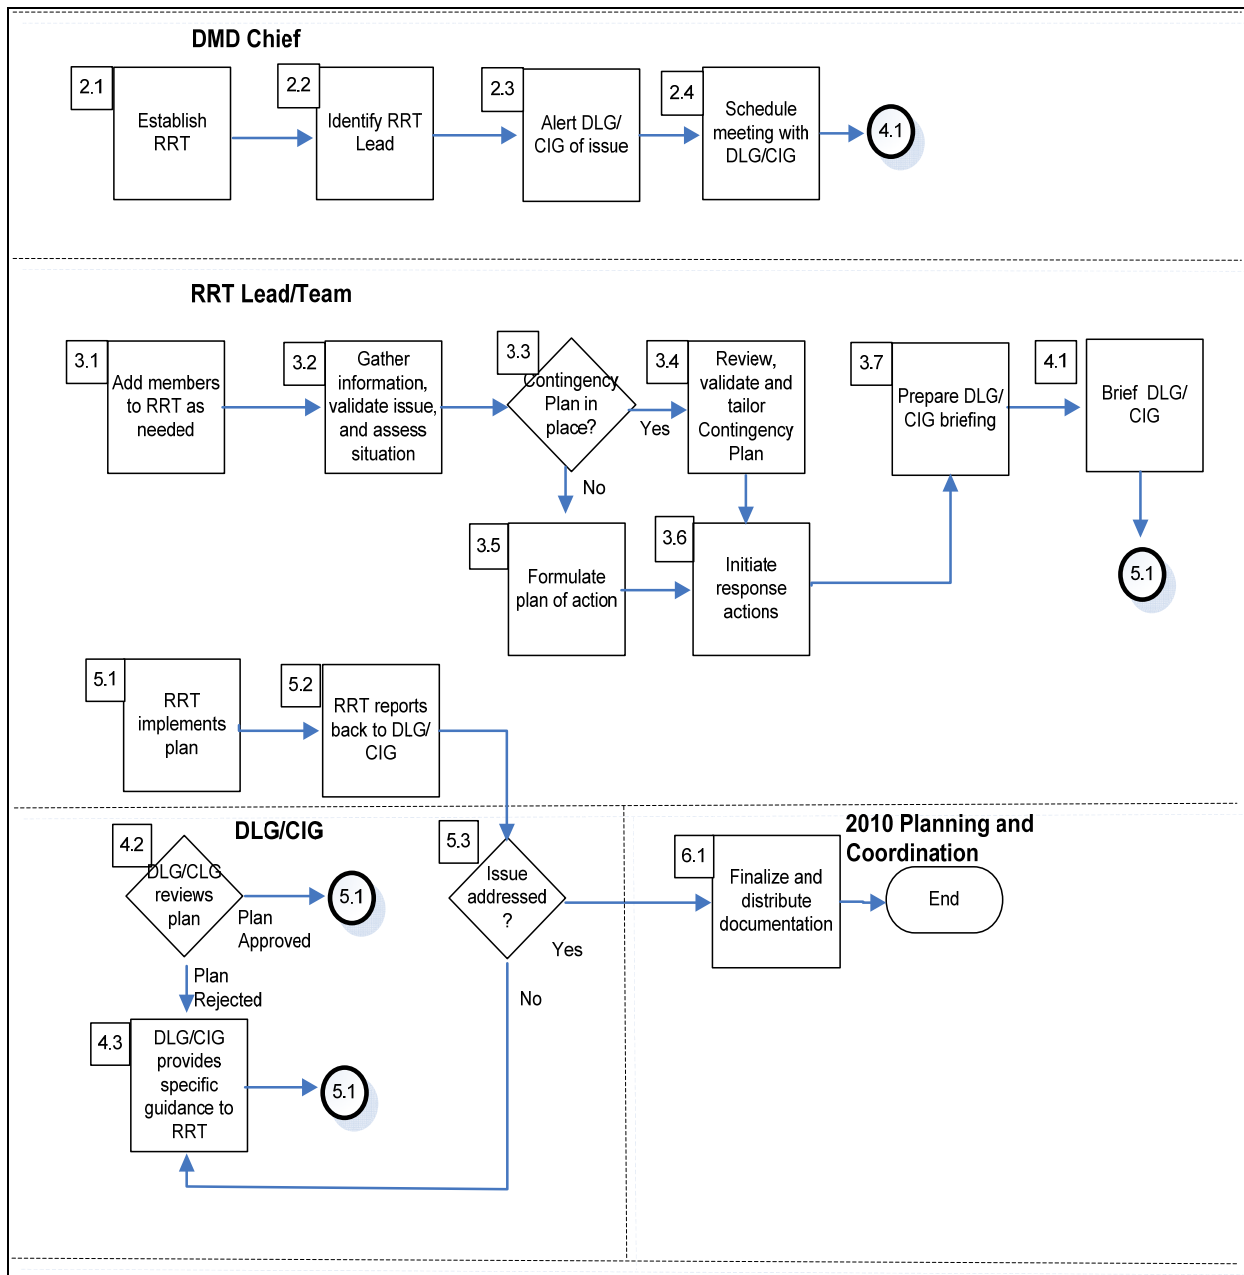 DMD Chief
2.1
Establish
RRT
2.2
Identify RRT
Lead
2.3
Alert DLG/
CIG of issue
2.4
Schedule
meeting with
DLG/CIG
4.1
RRT Lead/Team
3.1
Add members
to RRT as
needed
3.2
Gather
information,
validate issue,
and assess
situation
3.3
Contingency
Plan in
place?
Yes
No
3.4
Review,
validate and
tailor
Contingency
Plan
3.5
Formulate
plan of action
3.6
Initiate
response
actions
3.7
Prepare DLG/
CIG briefing
4.1
Brief DLG/
CIG
5.1
5.1
RRT
implements
plan
5.2
RRT reports
back to DLG/
CIG
DLG/CIG
4.2
DLG/CLG
reviews
plan
Plan
Approved
5.1
Plan
Rejected
4.3
DLG/CIG
provides
specific
guidance to
RRT
5.1
5.3
Issue
addressed
?
Yes
No
2010 Planning and
Coordination
6.1
Finalize and
distribute
documentation
End